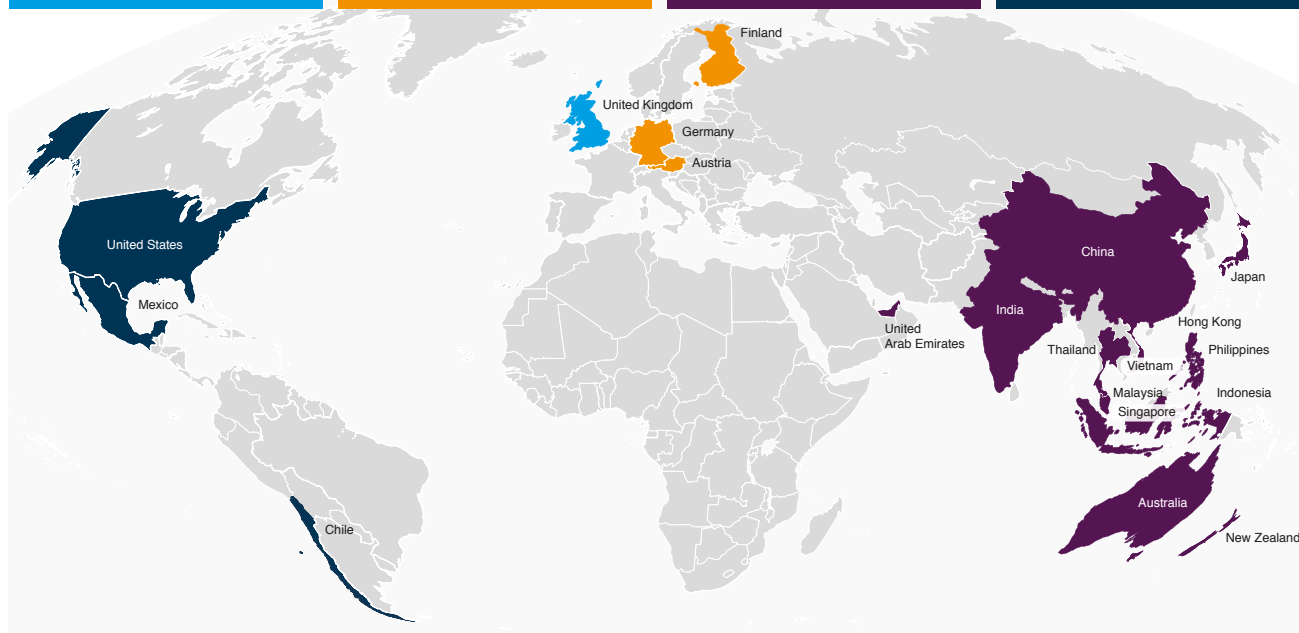 Finland
United Kingdom
Germany
Austria
United States
China
Japan
Mexico
India
Hong Kong
United
Arab Emirates
Thailand
Philippines
Vietnam
Malaysia
Indonesia
Singapore
Australia
Chile
New Zealand